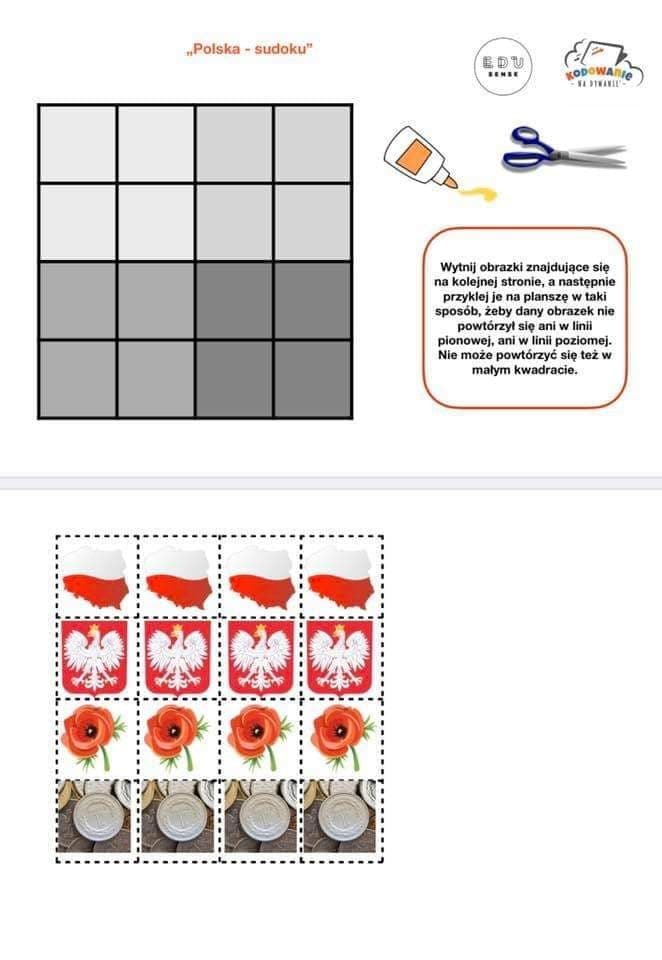 „Polska - sudoku”
EDU
SENSE
KODOWANIE
- NA DYWANIE -
Wytnij obrazki znajdujące się
na kolejnej stronie, a następnie
przyklej je na planszę w taki
sposób, żeby dany obrazek nie
powtórzył się ani w linii
pionowej, ani w linii poziomej.
Nie może powtórzyć się też w
małym kwadracie.